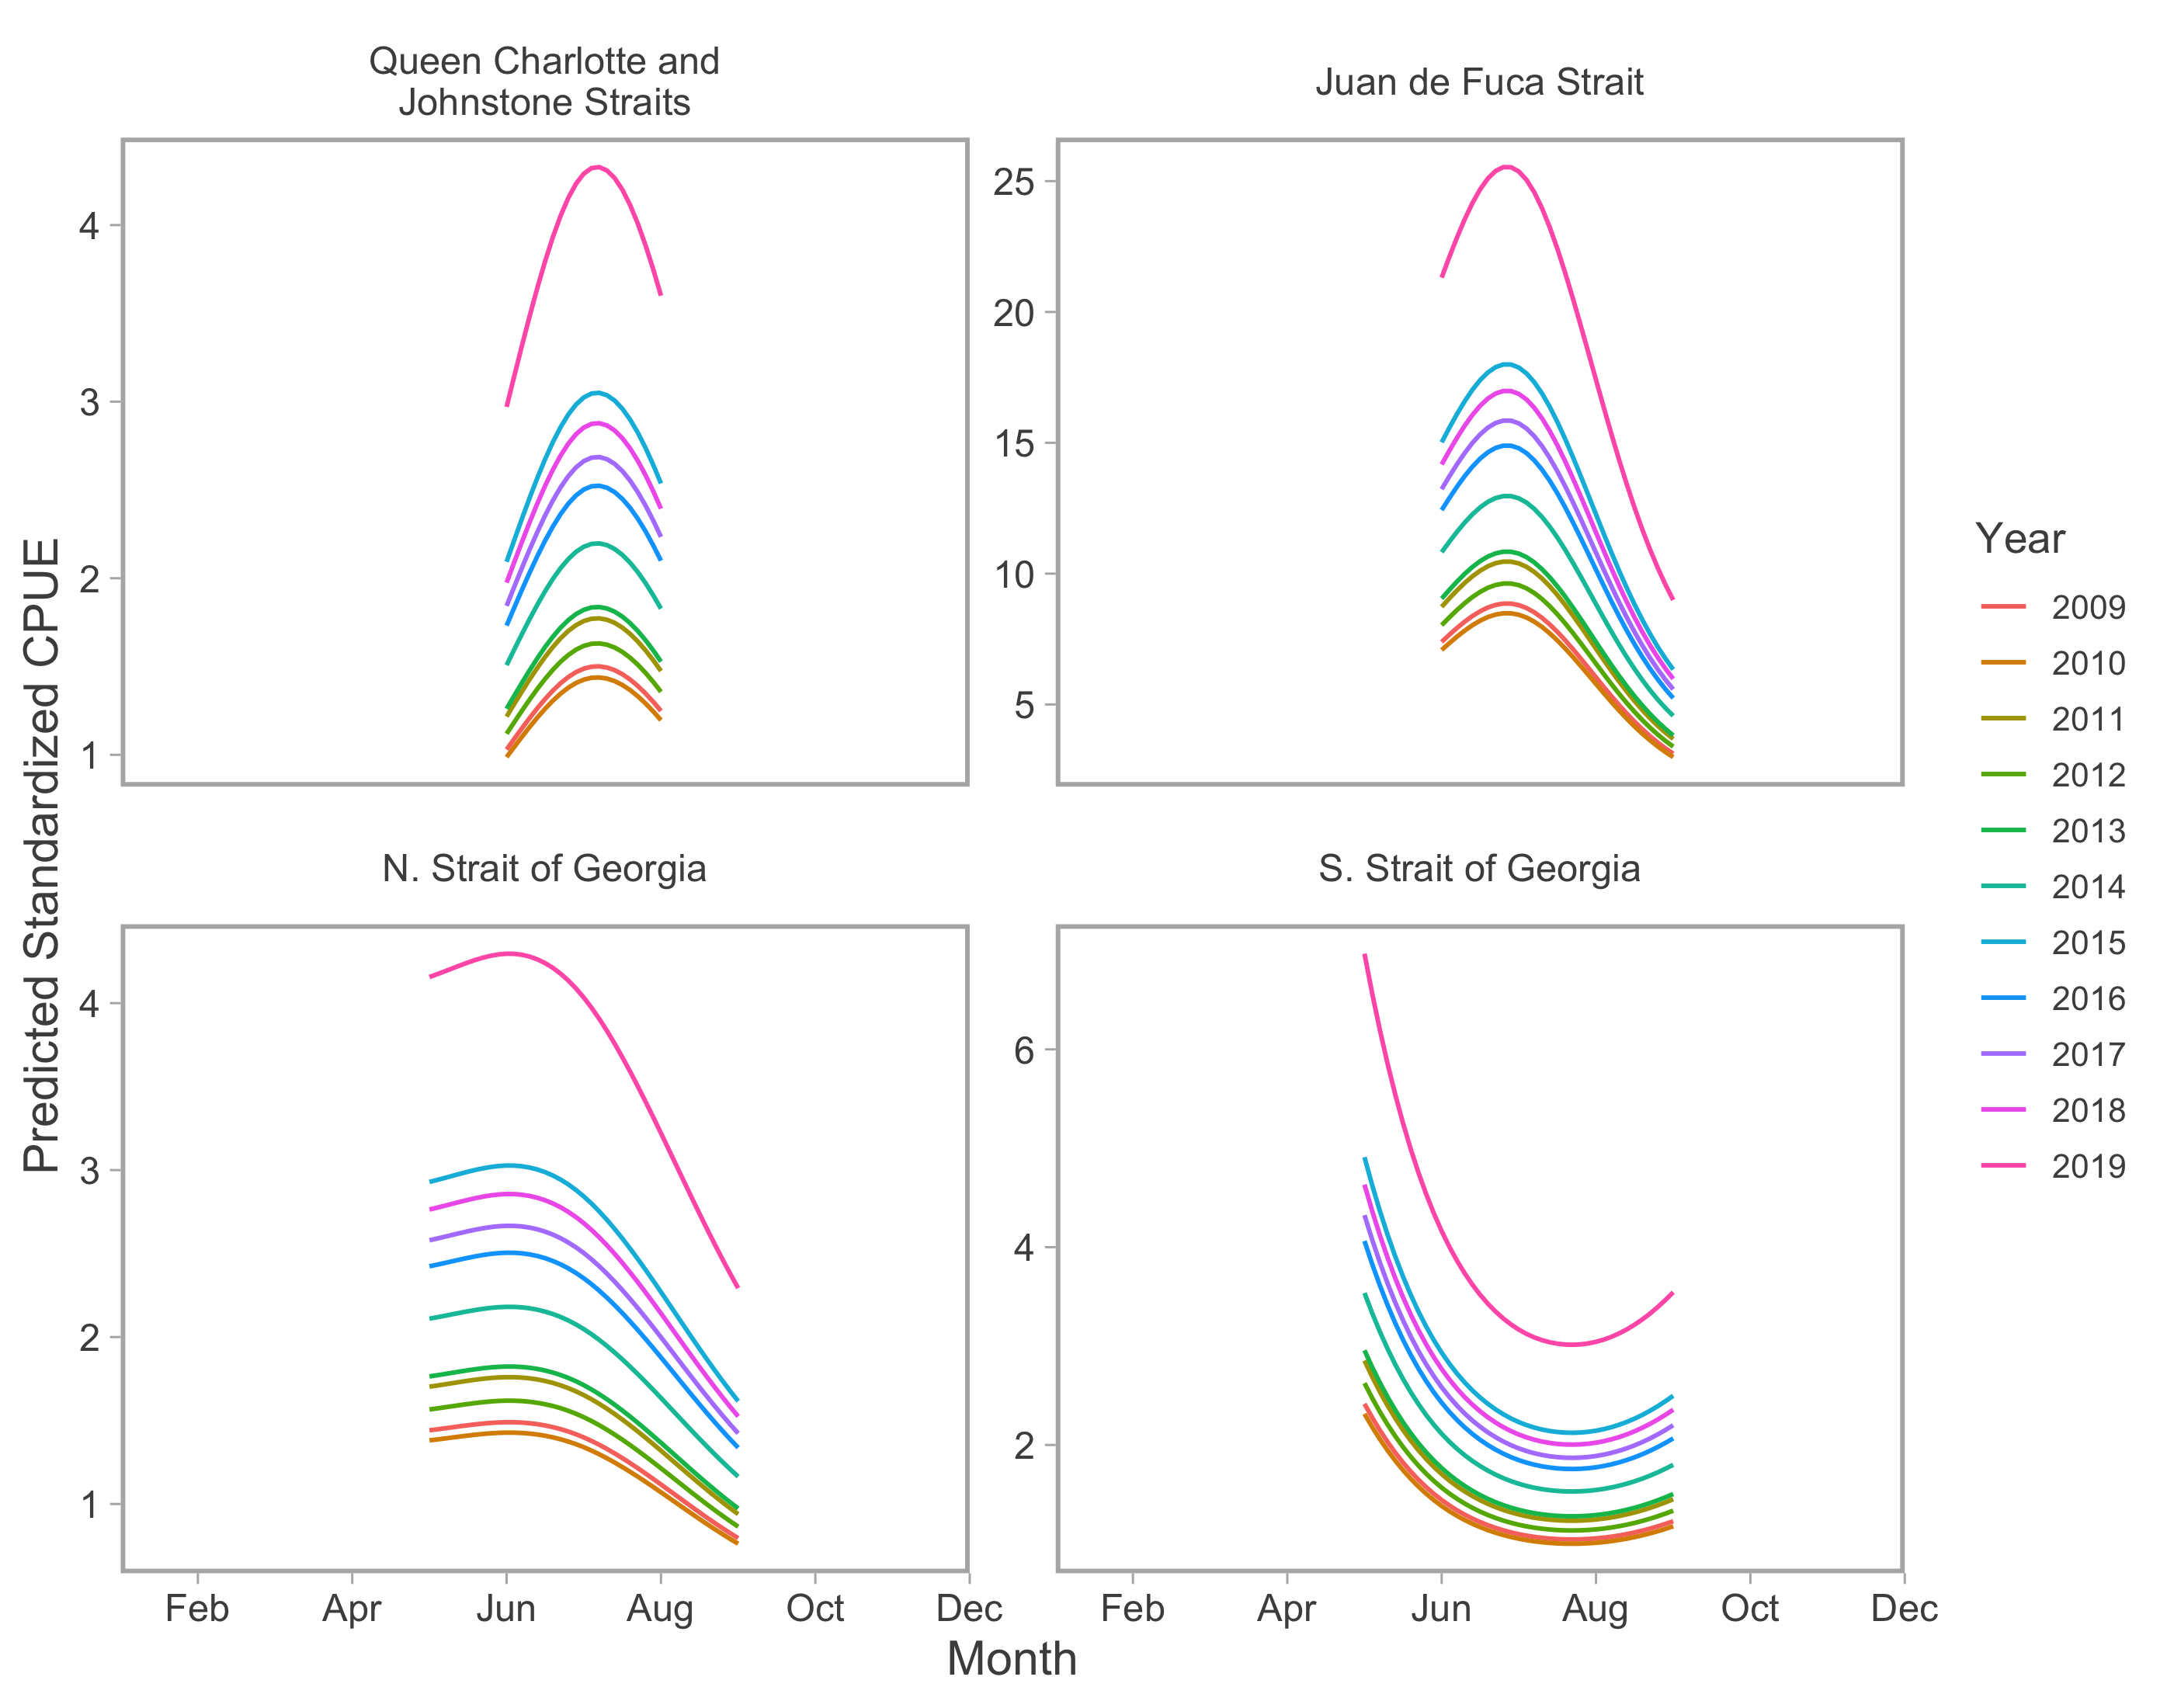 Queen Charlotte and
Johnstone Straits
Juan de Fuca Strait
4
3
2
1
25
20
15
10
5
Predicted Standardized CPUE
N. Strait of Georgia
S. Strait of Georgia
4
3
2
1
6
4
2
Feb Apr Jun Aug Oct Dec
Feb Apr Jun Aug Oct Dec
Month
Year
2009
2010
2011
2012
2013
2014
2015
2016
2017
2018
2019